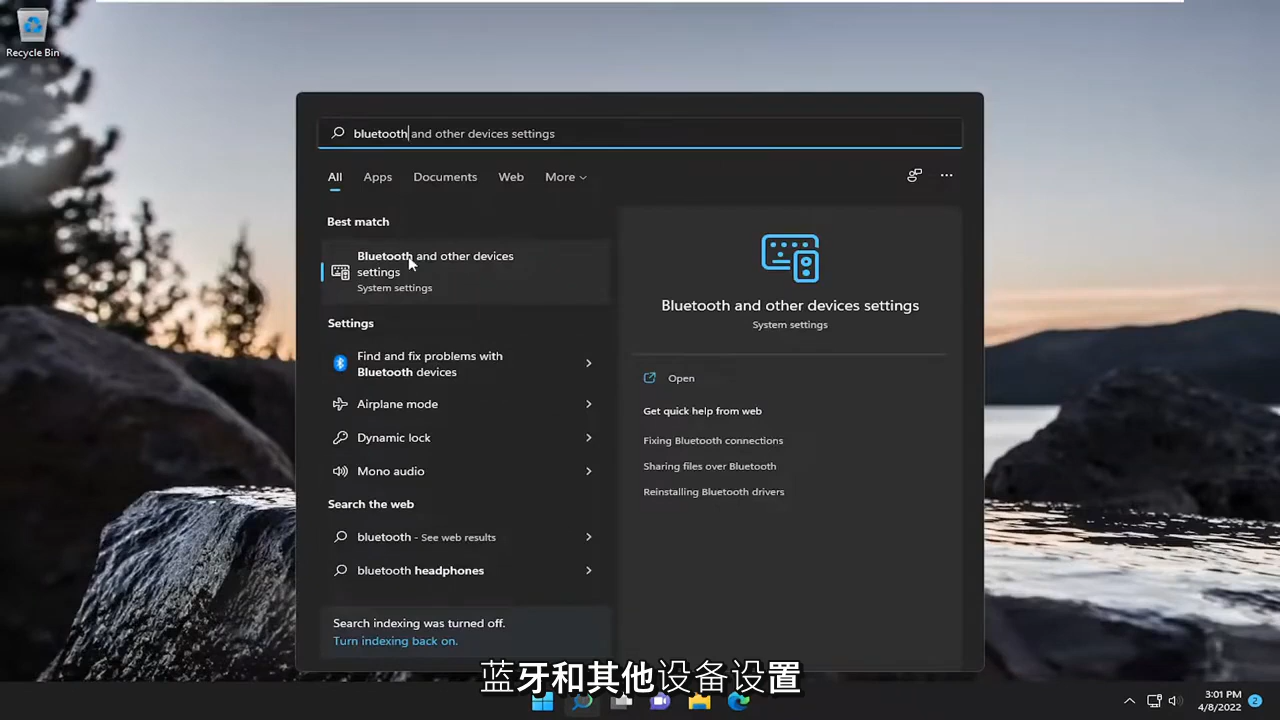 Recycle Bin
bluetooth and other devices settings
All Apps Documents Web More
Best match
Bluetooth and other devices
settings
System settings
Settings
Find and fix problems with
Bluetooth devices
Airplane mode
Dynamic lock
Mono audio
Search the web
bluetooth - See web results
bluetooth headphones
Search indexing was turned off.
Turn indexing back on.
Bluetooth and other devices settings
System settings
Open
Get quick help from web
Fixing Bluetooth connections
Sharing files over Bluetooth
Reinstalling Bluetooth drivers
蓝牙和其他设备设置
3:01 PM
4/8/2022
2